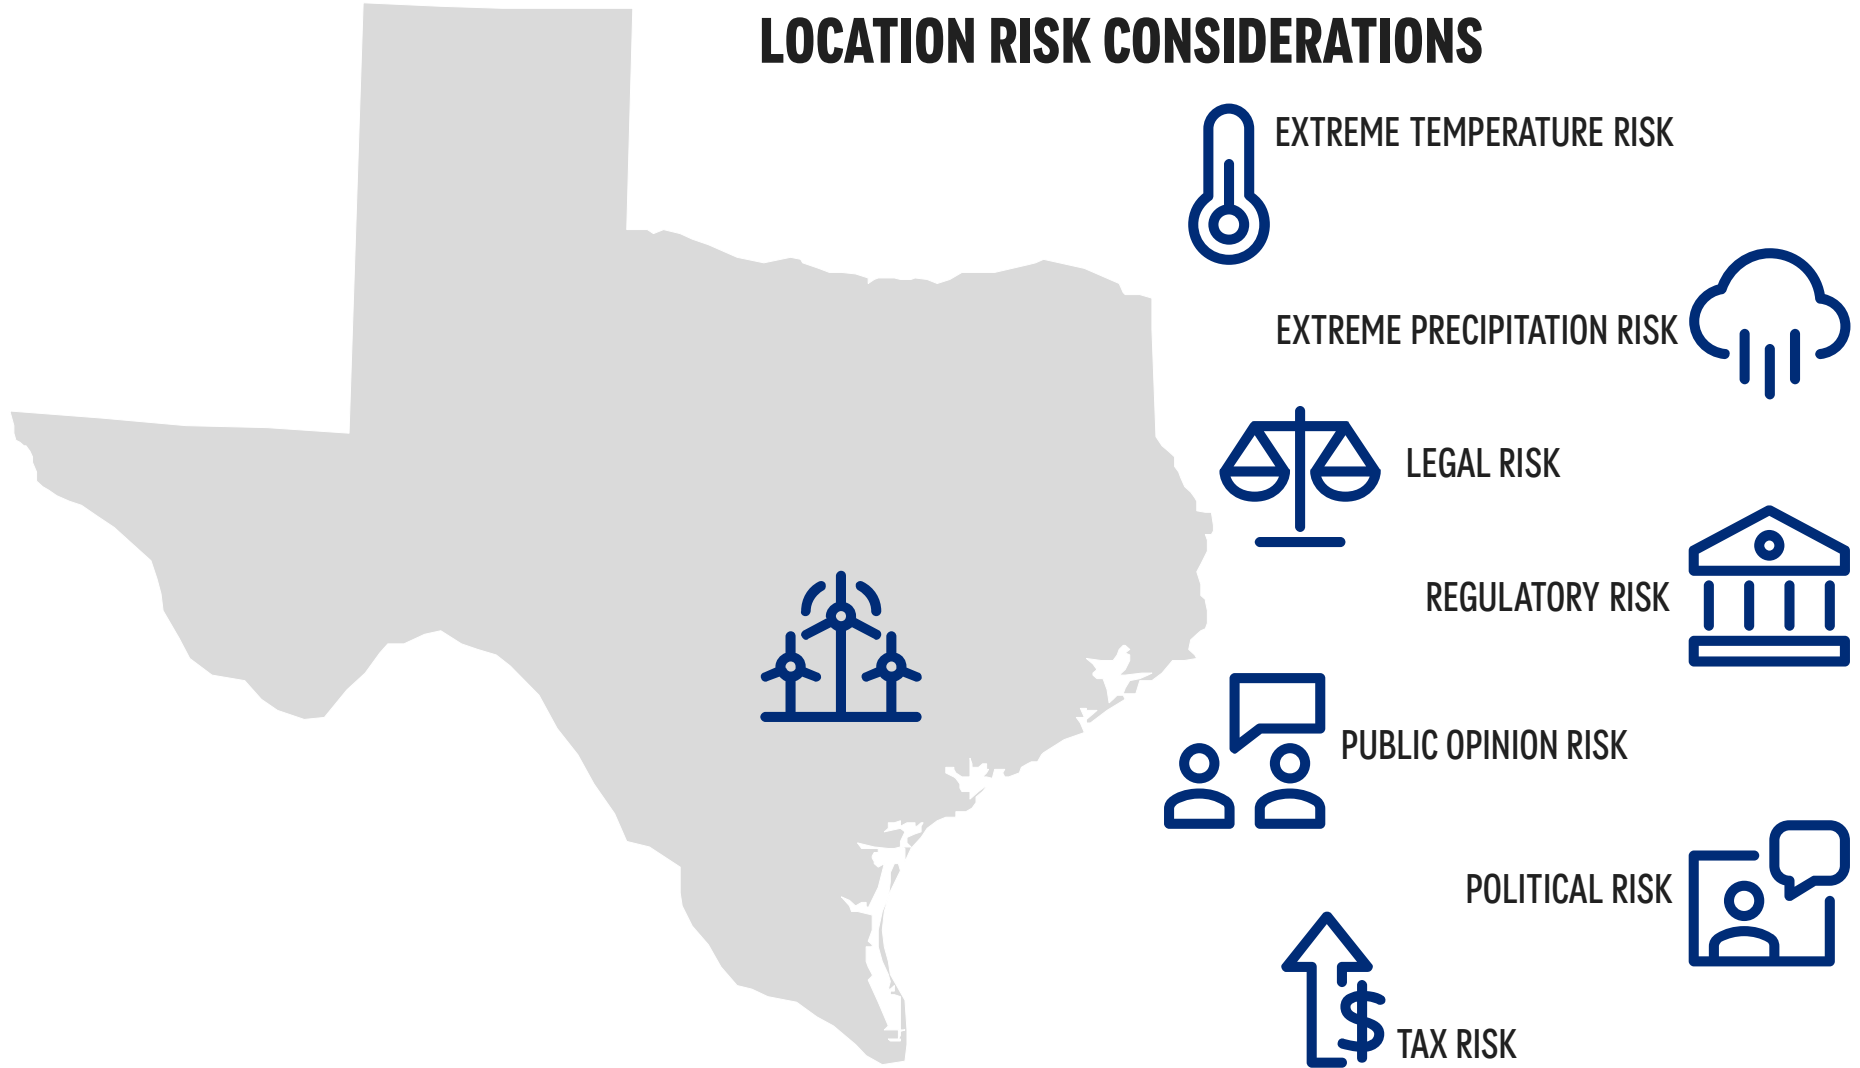 LOCATION RISK CONSIDERATIONS
EXTREME TEMPERATURE RISK
EXTREME PRECIPITATION RISK
LEGAL RISK
REGULATORY RISK
PUBLIC OPINION RISK
POLITICAL RISK
$
TAX RISK